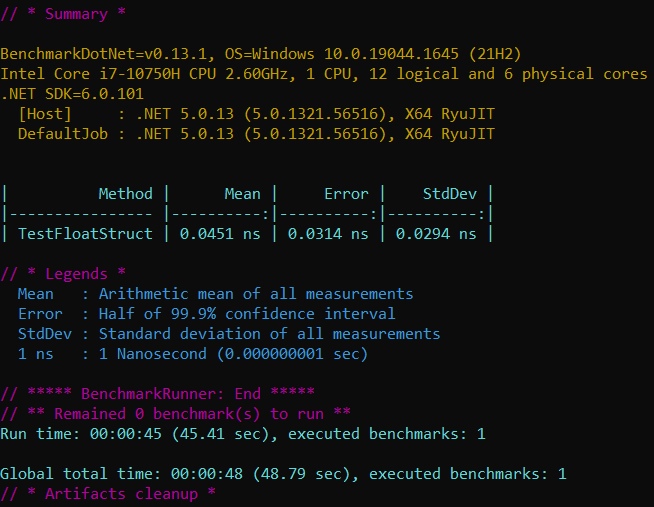 // * Summary *
BenchmarkDotNet=v0.13.1, OS=Windows 10.0.19044.1645 (21H2)
Intel Core i7-10750H CPU 2.60GHz, 1 CPU, 12 logical and 6 physical cores
.NET SDK=6.0.101
  [Host]     : .NET 5.0.13 (5.0.1321.56516), X64 RyuJIT
  DefaultJob : .NET 5.0.13 (5.0.1321.56516), X64 RyuJIT
|          Method |      Mean |     Error |    StdDev |
|---------------- |----------:|----------:|----------:|
| TestFloatStruct | 0.0451 ns | 0.0314 ns | 0.0294 ns |
// * Legends *
  Mean   : Arithmetic mean of all measurements
  Error  : Half of 99.9% confidence interval
  StdDev : Standard deviation of all measurements
  1 ns   : 1 Nanosecond (0.000000001 sec)
// ***** BenchmarkRunner: End *****
// ** Remained 0 benchmark(s) to run **
Run time: 00:00:45 (45.41 sec), executed benchmarks: 1
Global total time: 00:00:48 (48.79 sec), executed benchmarks: 1
// * Artifacts cleanup *